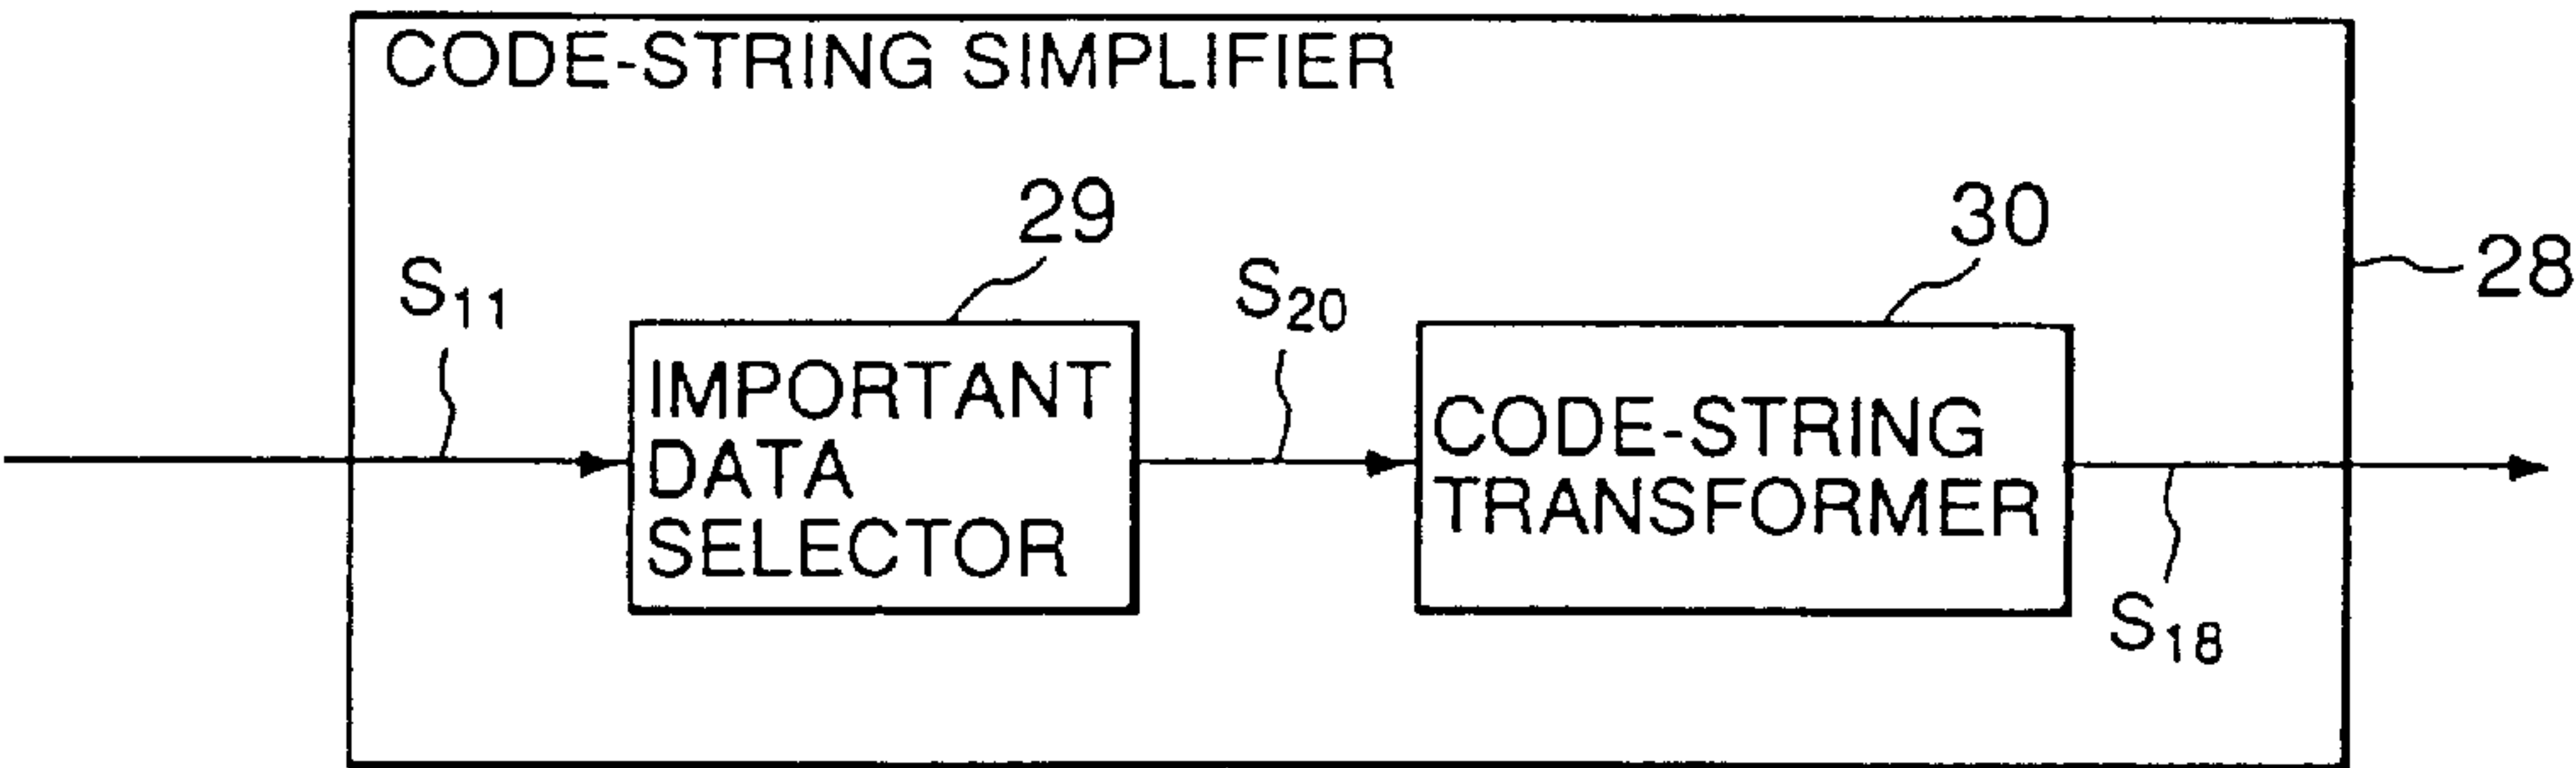 CODE-STRING SIMPLIFIER
29
30
28
S11
S20
IMPORTANT
DATA
SELECTOR
CODE-STRING
TRANSFORMER
S18